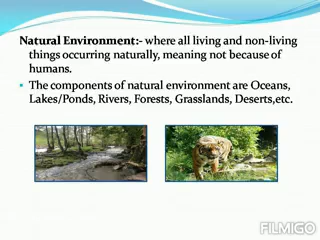 Natural Environment:- where all living and non-living
things occurring naturally, meaning not because of
humans.
The components of natural environment are Oceans,
Lakes/Ponds, Rivers, Forests, Grasslands, Deserts,etc.
FILMIGO